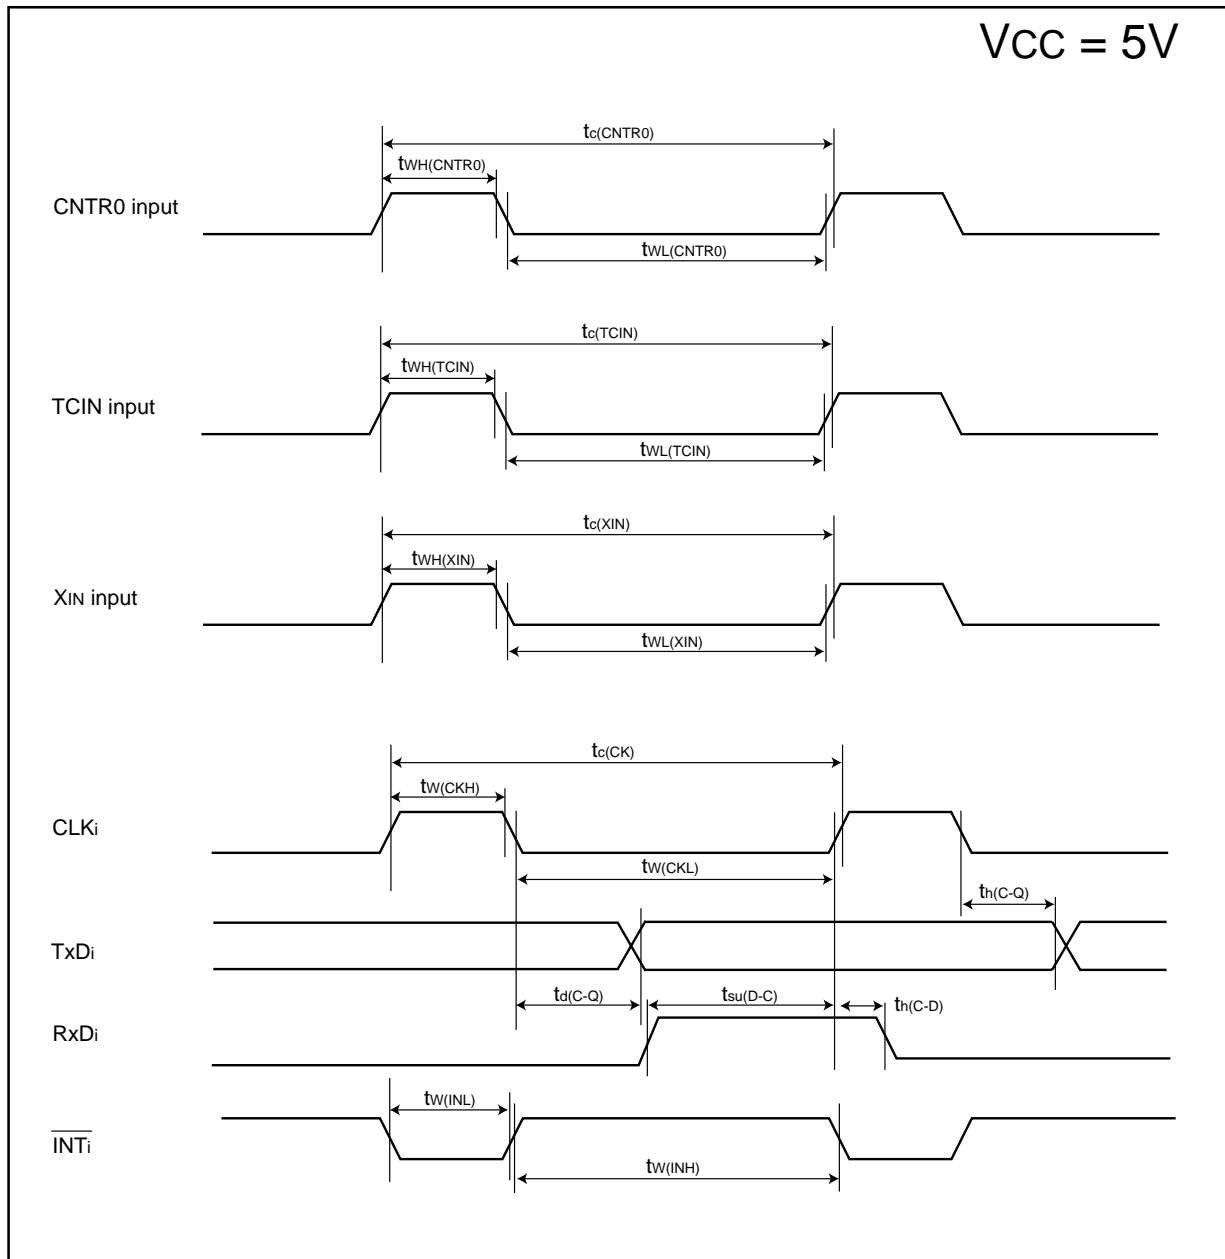 VCC = 5V
tc(CNTR0)
tWH(CNTR0)
CNTR0 input
tWL(CNTR0)
tc(TCIN)
tWH(TCIN)
TCIN input
tWL(TCIN)
tc(XIN)
tWH(XIN)
XIN input
tWL(XIN)
tc(CK)
tW(CKH)
CLKi
tW(CKL)
th(C-Q)
TxDi
td(C-Q)
tsu(D-C)
th(C-D)
RxDi
tW(INL)
INTi
tW(INH)